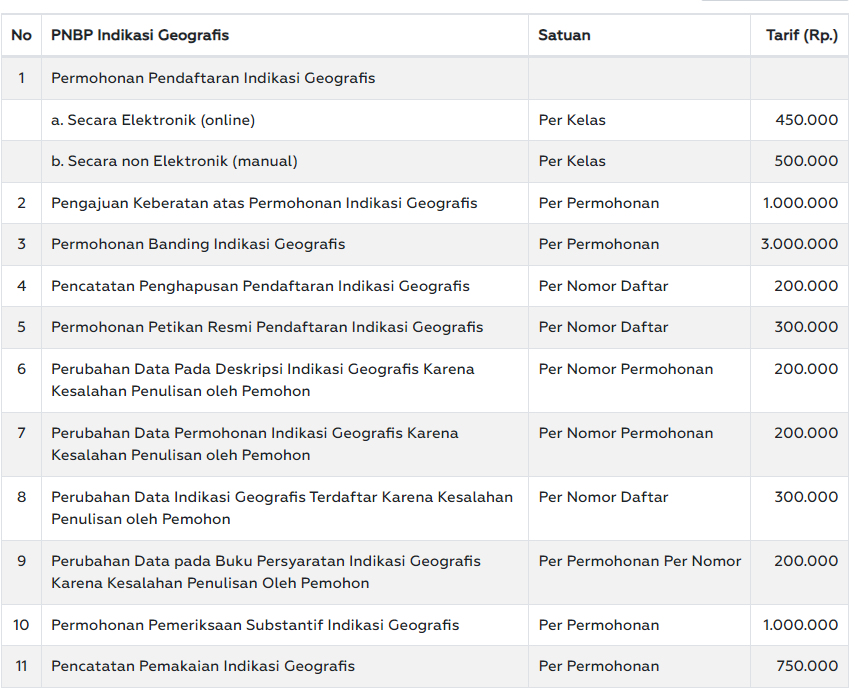 No PNBP Indikasi Geografis Satuan Tarif (Rp.)
1 Permohonan Pendaftaran Indikasi Geografis
a. Secara Elektronik (online) Per Kelas 450.000
b. Secara non Elektronik (manual) Per Kelas 500.000
2 Pengajuan Keberatan atas Permohonan Indikasi Geografis Per Permohonan 1.000.000
3 Permohonan Banding Indikasi Geografis Per Permohonan 3.000.000
4 Pencatatan Penghapusan Pendaftaran Indikasi Geografis Per Nomor Daftar 200.000
5 Permohonan Petikan Resmi Pendaftaran Indikasi Geografis Per Nomor Daftar 300.000
6 Perubahan Data Pada Deskripsi Indikasi Geografis Karena Per Nomor Permohonan 200.000
Kesalahan Penulisan oleh Pemohon
7 Perubahan Data Permohonan Indikasi Geografis Karena Per Nomor Permohonan 200.000
Kesalahan Penulisan oleh Pemohon
8 Perubahan Data Indikasi Geografis Terdaftar Karena Kesalahan Per Nomor Daftar 300.000
Penulisan oleh Pemohon
9 Perubahan Data pada Buku Persyaratan Indikasi Geografis Per Permohonan Per Nomor 200.000
Karena Kesalahan Penulisan Oleh Pemohon
10 Permohonan Pemeriksaan Substantif Indikasi Geografis Per Permohonan 1.000.000
11 Pencatatan Pemakaian Indikasi Geografis Per Permohonan 750.000